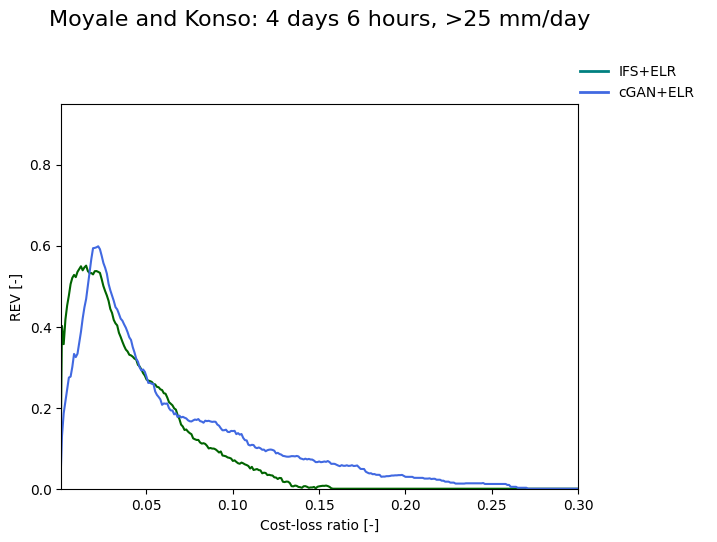 Moyale and Konso: 4 days 6 hours, >25 mm/day
IFS+ELR
cGAN+ELR
0.8
0.6
0.4
0.2
0.0
REV [-]
0.05 0.10 0.15 0.20 0.25 0.30
Cost-loss ratio [-]